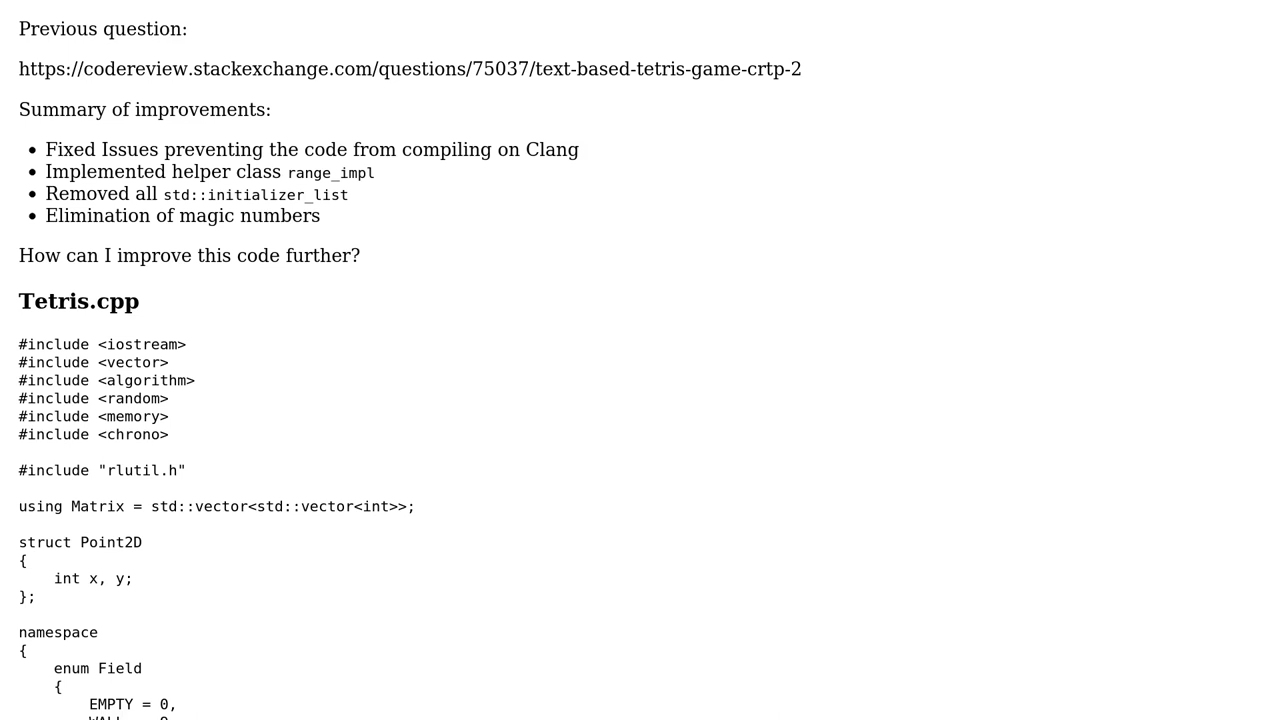 Previous question:
https://codereview.stackexchange.com/questions/75037/text-based-tetris-game-crtp-2
Summary of improvements:
• Fixed Issues preventing the code from compiling on Clang
• Implemented helper class range_impl
• Removed all std::initializer_list
• Elimination of magic numbers
How can I improve this code further?
Tetris.cpp
#include <iostream>
#include <vector>
#include <algorithm>
#include <random>
#include <memory>
#include <chrono>
#include "rlutil.h"
using Matrix = std::vector<std::vector<int>>;
struct Point2D
{
    int x, y;
};
namespace
{
    enum Field
    {
        EMPTY = 0,